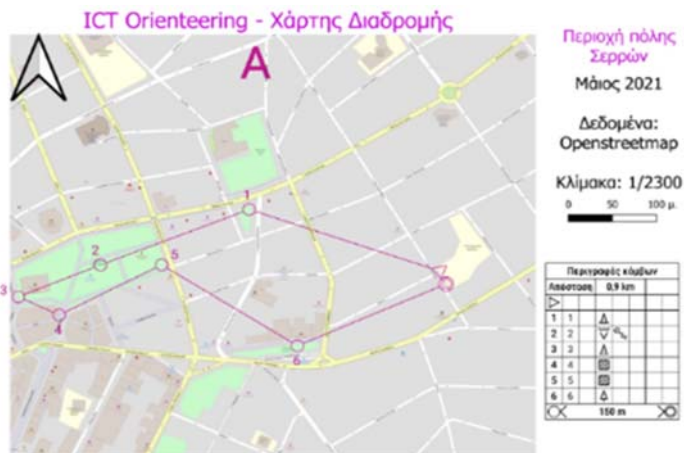 ICT Orienteering - Χάρτης Διαδρομής
A
Περιοχή πόλης
Σερρών
Μάιος 2021
Δεδομένα:
Openstreetmap
Κλίμακα: 1/2300
0 50 100 μ.
1
2
5
3
4
6
Περιγραφές κόμβων
Απόσταση 0,9 km
1 1
2 2
3 3
4 4
5 5
6 6
150 m